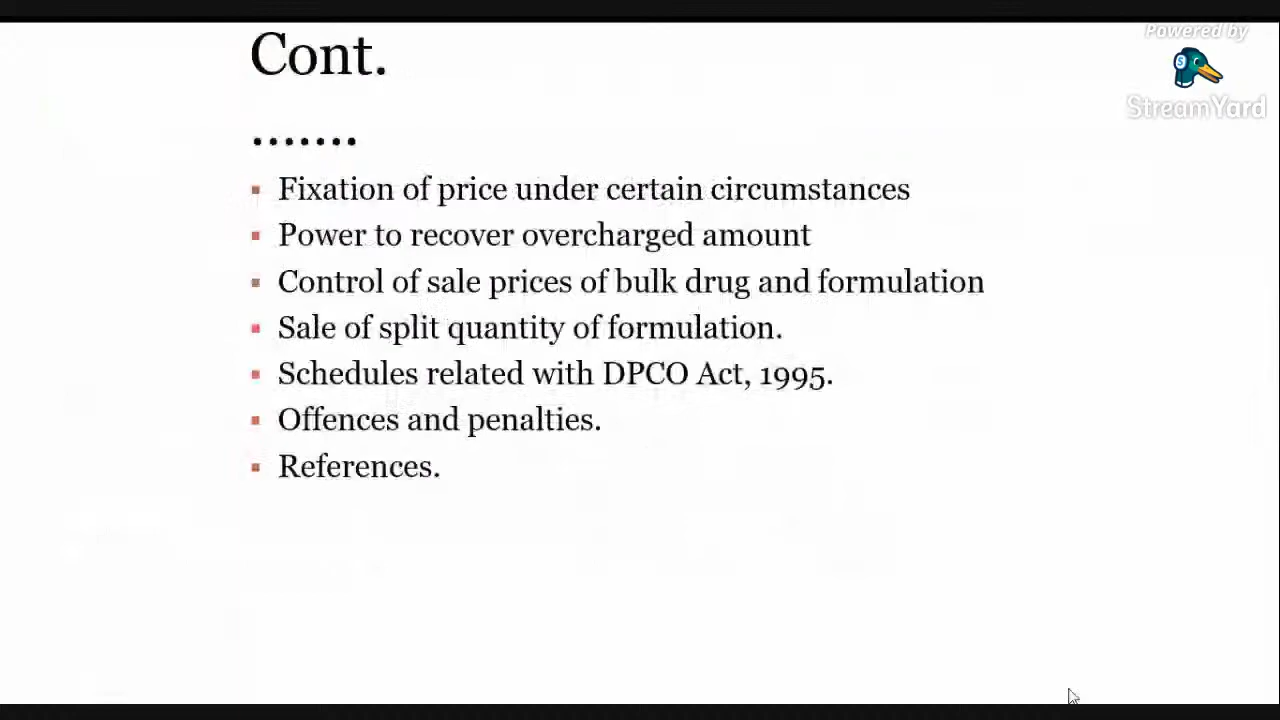 Powered by
StreamYard
Cont.
.......
▪ Fixation of price under certain circumstances
▪ Power to recover overcharged amount
▪ Control of sale prices of bulk drug and formulation
▪ Sale of split quantity of formulation.
▪ Schedules related with DPCO Act, 1995.
▪ Offences and penalties.
▪ References.